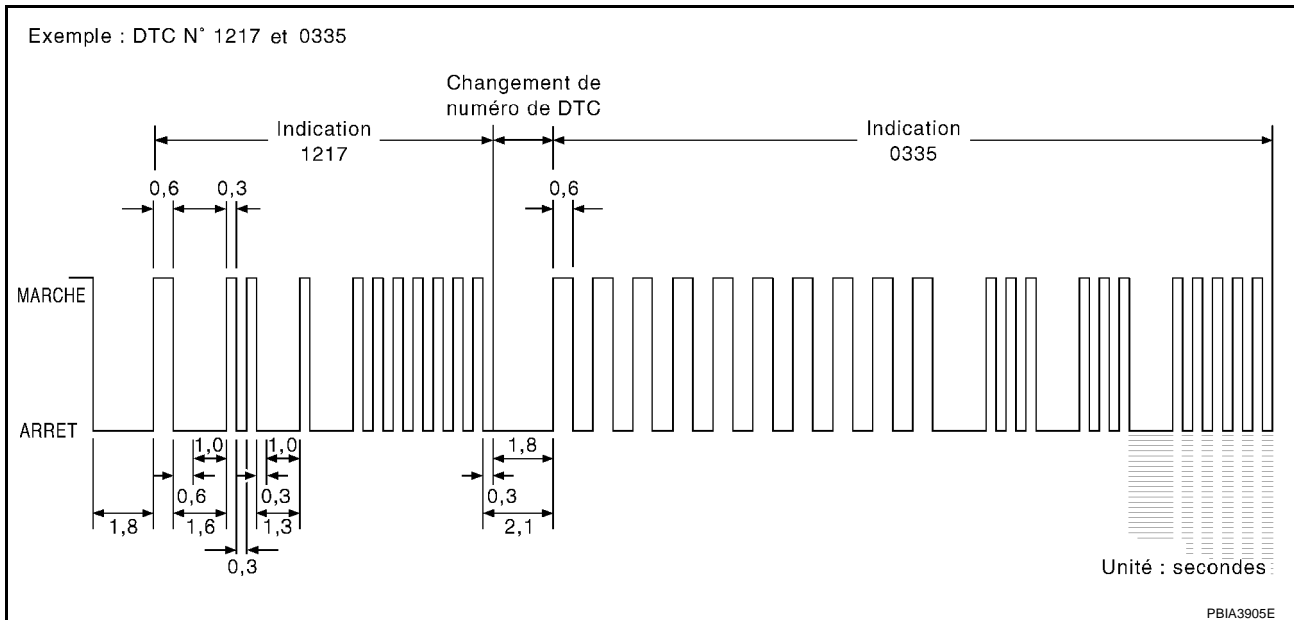 Exemple : DTC N° 1217 et 0335
Changement de
numéro de DTC
Indication
1217
Indication
0335
0,6
0,3
0,6
MARCHE
ARRET
1,0
1,0
1,8
0,6
0,3
0,3
1,8
1,6
1,3
2,1
0,3
Unité : secondes
PBIA3905E